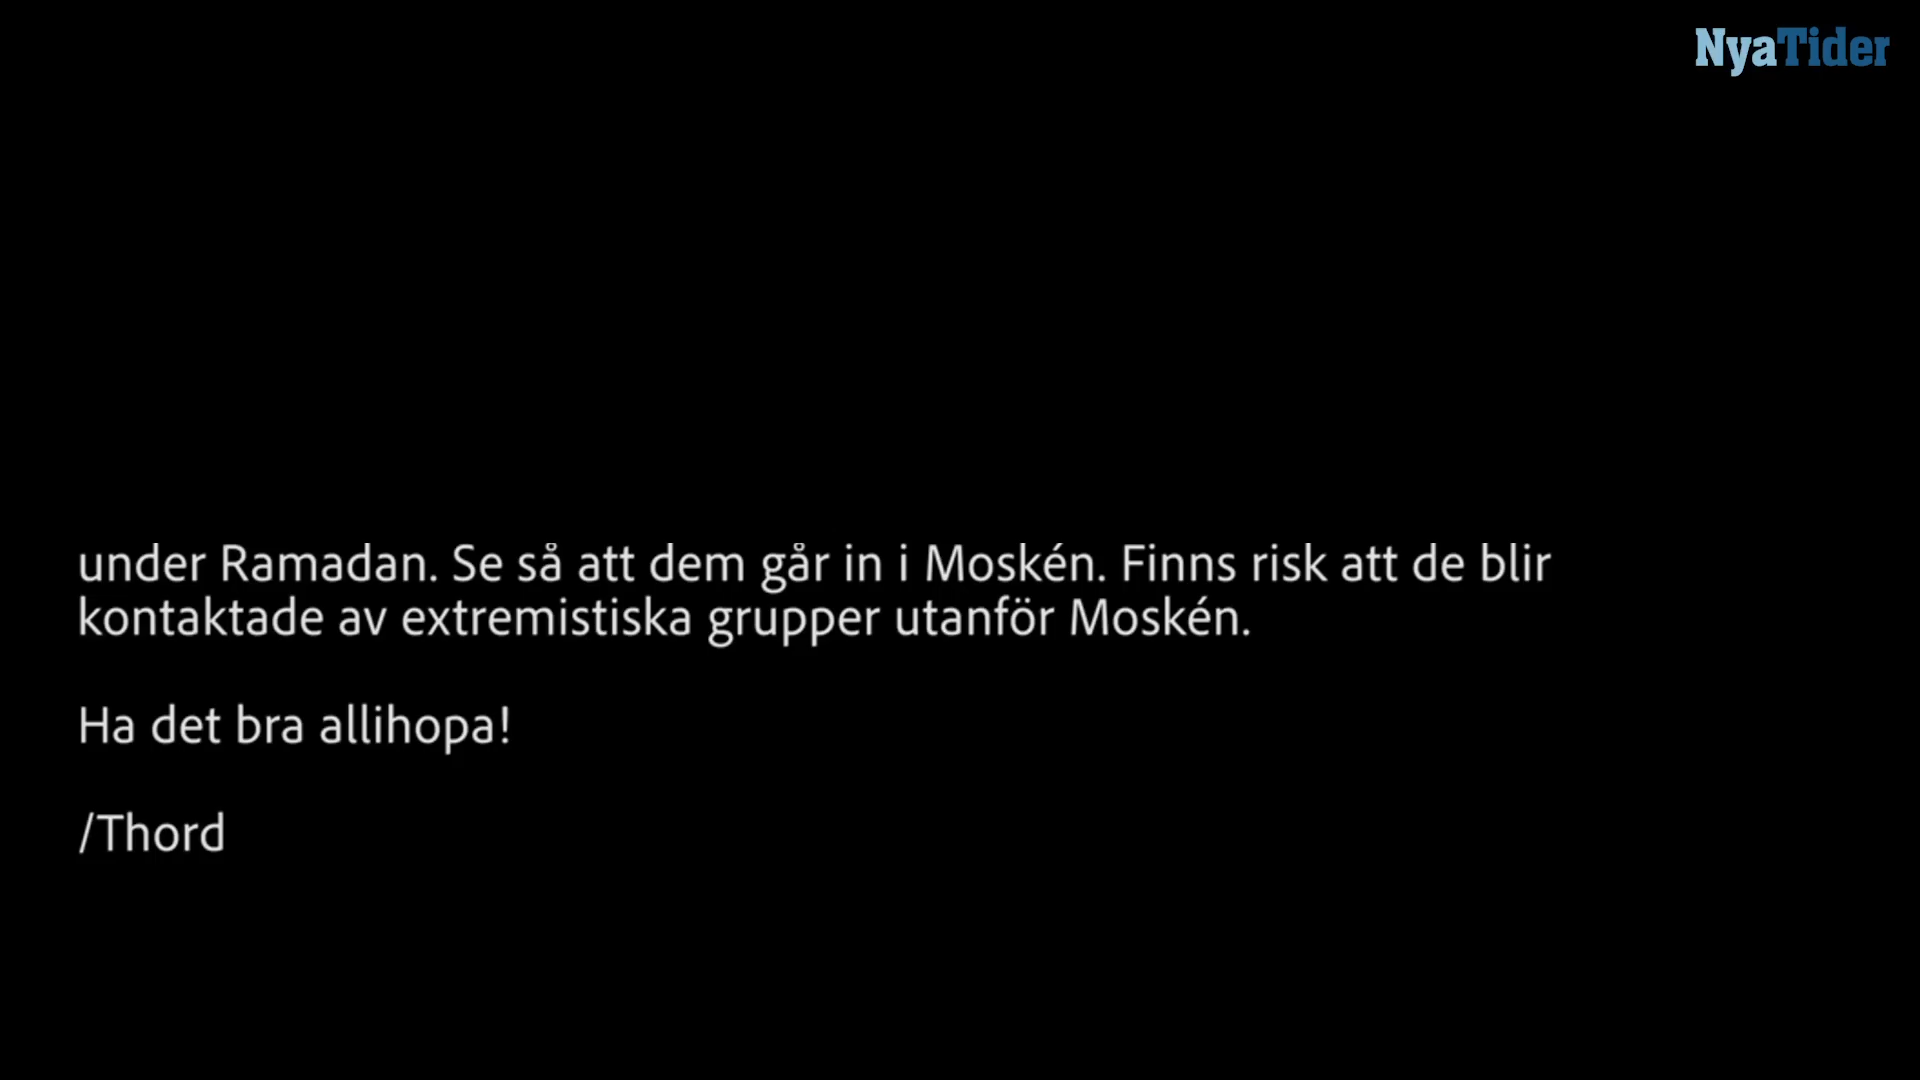 NyaTider
under Ramadan. Se så att dem går in i Moskén. Finns risk att de blir
kontaktade av extremistiska grupper utanför Moskén.
Ha det bra allihopa!
/Thord